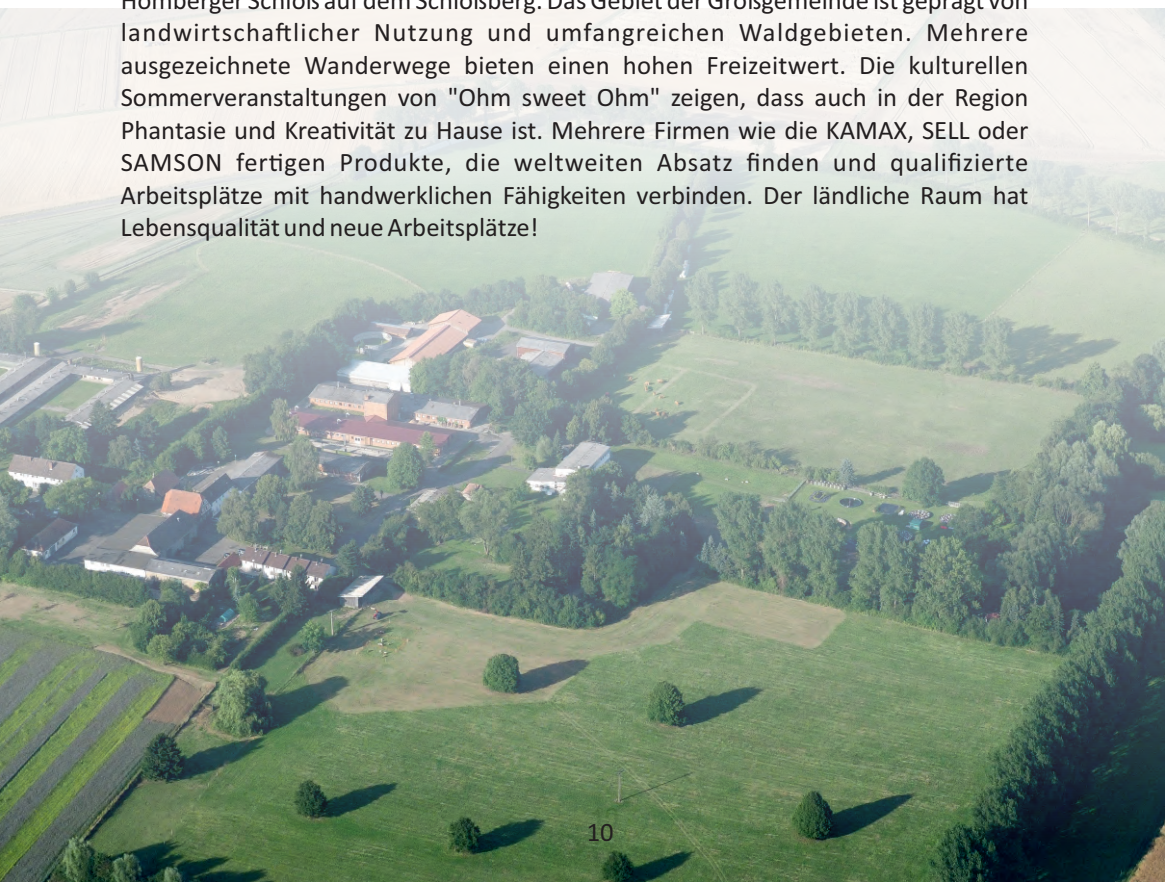 Homberger Schloß auf dem Schloßberg. Das Gebiet der Großgemeinde ist geprägt von
landwirtschaftlicher Nutzung und umfangreichen Waldgebieten. Mehrere
ausgezeichnete Wanderwege bieten einen hohen Freizeitwert. Die kulturellen
Sommerveranstaltungen von "Ohm sweet Ohm" zeigen, dass auch in der Region
Phantasie und Kreativität zu Hause ist. Mehrere Firmen wie die KAMAX, SELL oder
SAMSON fertigen Produkte, die weltweiten Absatz finden und qualifizierte
Arbeitsplätze mit handwerklichen Fähigkeiten verbinden. Der ländliche Raum hat
Lebensqualität und neue Arbeitsplätze!
10